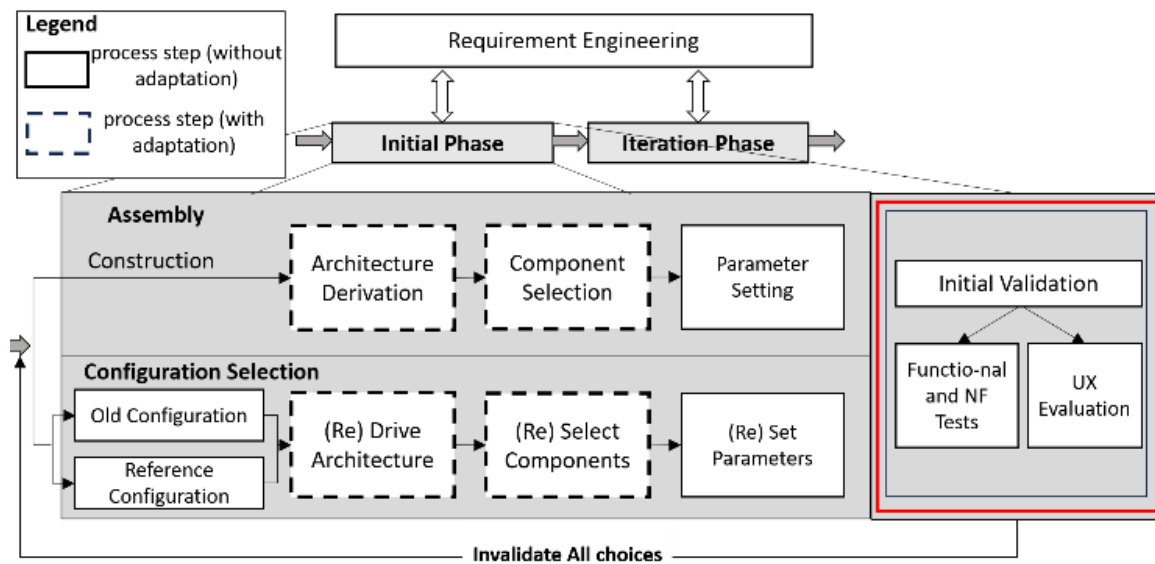 Legend
process step (without
adaptation)
process step (with
adaptation)
Requirement Engineering
Initial Phase
Iteration Phase
Assembly
Construction
Architecture
Derivation
Component
Selection
Parameter
Setting
Configuration Selection
Old Configuration
Reference
Configuration
(Re) Drive
Architecture
(Re) Select
Components
(Re) Set
Parameters
Initial Validation
Functio-nal
and NF
Tests
UX
Evaluation
Invalidate All choices